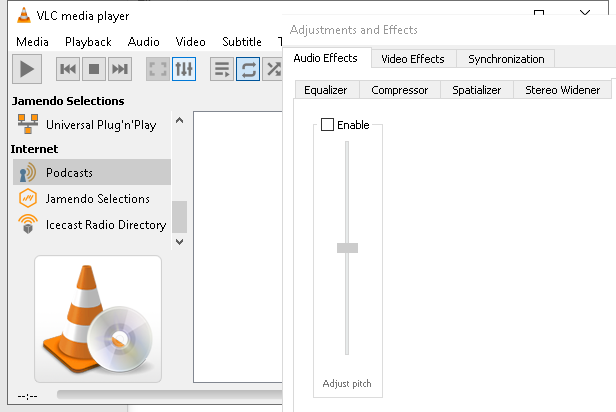 VLC media player
Media Playback Audio Video Subtitle T
Jamendo Selections
Universal Plug'n'Play
Internet
Podcasts
Jamendo Selections
Icecast Radio Directory
--:--
Adjustments and Effects
Audio Effects Video Effects Synchronization
Equalizer Compressor Spatializer Stereo Widener
Enable
Adjust pitch